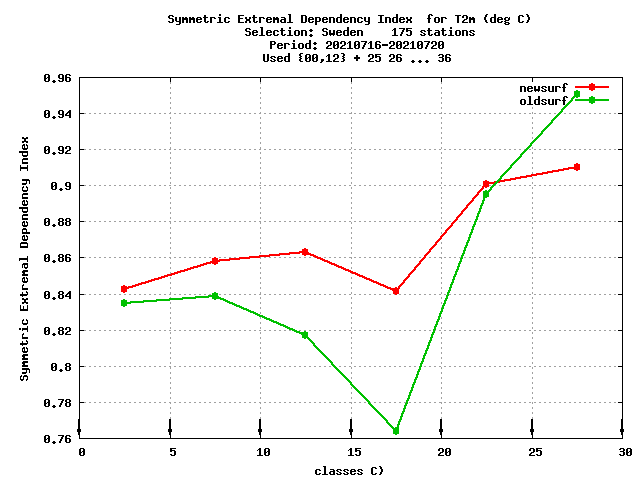 Symmetric Extremal Dependency Index  for T2m (deg C)
Selection: Sweden    175 stations
Period: 20210716-20210720
Used {00,12} + 25 26 ... 36
newsurf
oldsurf
Symmetric Extremal Dependency Index
0.96
0.94
0.92
0.9
0.88
0.86
0.84
0.82
0.8
0.78
0.76
0 5 10 15 20 25 30
classes C)